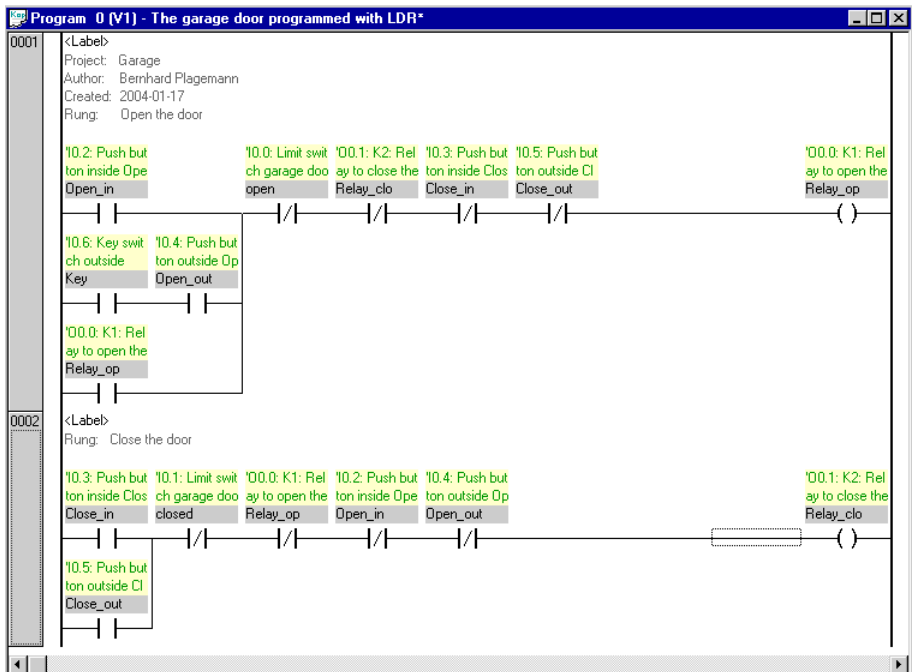 Program 0 (V1) - The garage door programmed with LDR*
0001
<Label>
Project: Garage
Author: Bernhard Plagemann
Created: 2004-01-17
Rung: Open the door
'I0.2: Push but 'I0.0: Limit swit 'O0.1: K2: Rel 'I0.3: Push but 'I0.5: Push but 'O0.0: K1: Rel
ton inside Ope ch garage doo ay to close the ton inside Clos ton outside Cl ay to open the
Open_in open Relay_clo Close_in Close_out Relay_op
'I0.6: Key swit 'I0.4: Push but
ch outside ton outside Op
Key Open_out
'O0.0: K1: Rel
ay to open the
Relay_op
0002
<Label>
Rung: Close the door
'I0.3: Push but 'I0.1: Limit swit 'O0.0: K1: Rel 'I0.2: Push but 'I0.4: Push but 'O0.1: K2: Rel
ton inside Clos ch garage doo ay to open the ton inside Ope ton outside Op ay to close the
Close_in closed Relay_op Open_in Open_out Relay_clo
'I0.5: Push but
ton outside Cl
Close_out